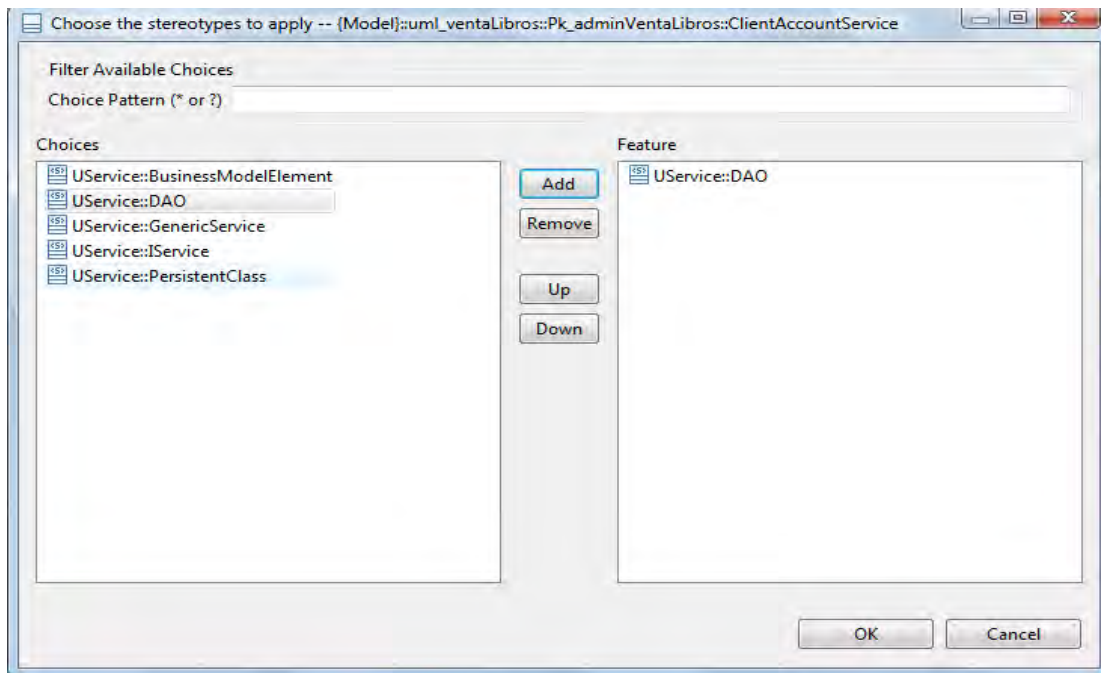 Choose the stereotypes to apply -- {Model}::uml_ventaLibros::Pk_adminVentaLibros::ClientAccountService
Filter Available Choices
Choice Pattern (* or ?)
Choices
UService::BusinessModelElement
UService::DAO
UService::GenericService
UService::IService
UService::PersistentClass
Add
Remove
Up
Down
Feature
UService::DAO
OK
Cancel